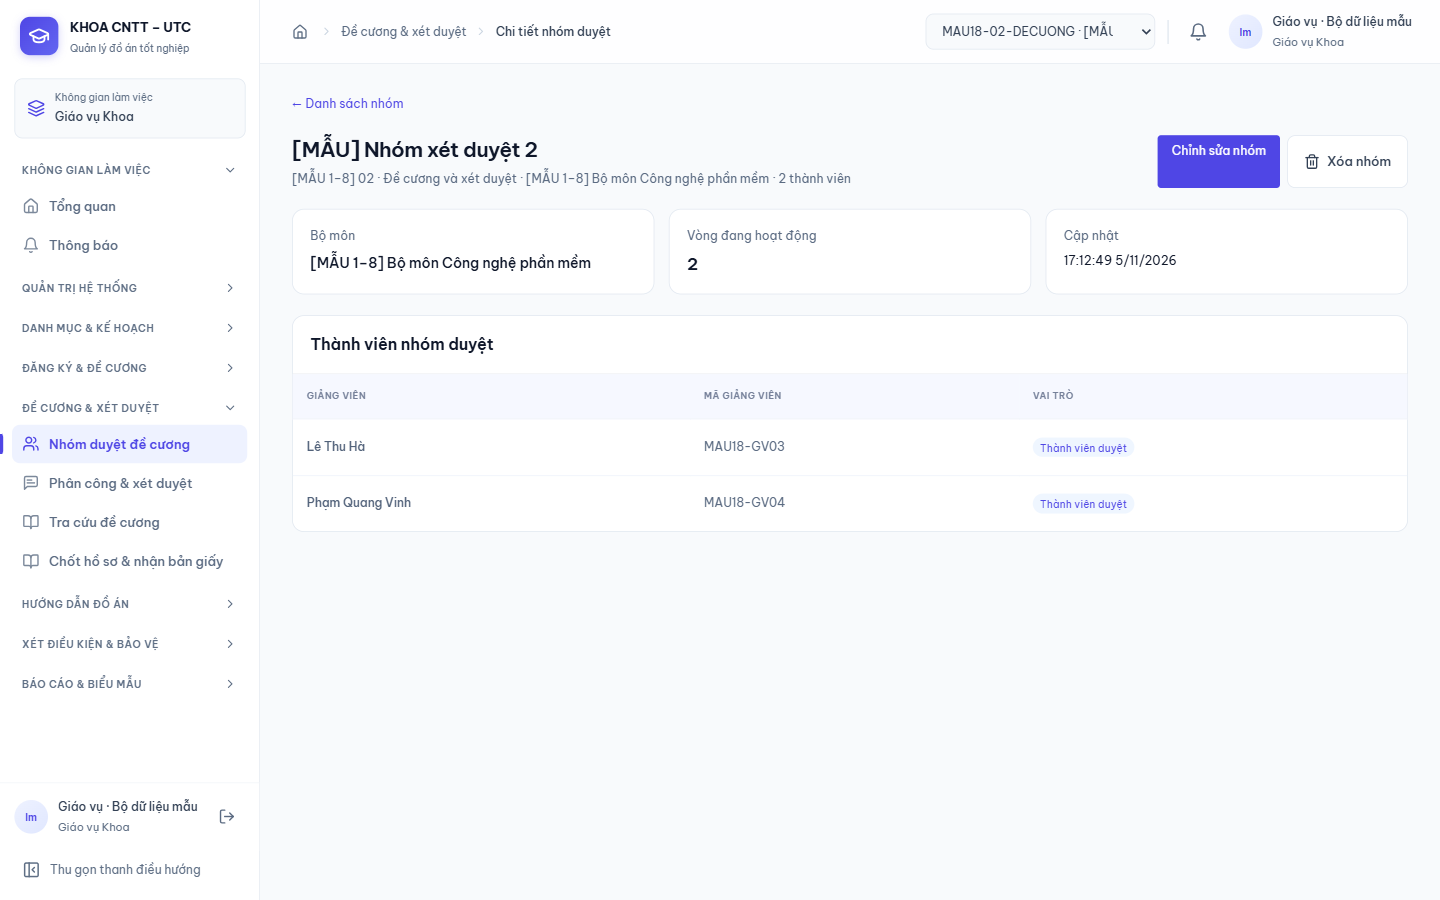 KHOA CNTT – UTC
Quản lý đồ án tốt nghiệp
Không gian làm việc
Giáo vụ Khoa
KHÔNG GIAN LÀM VIỆC
Tổng quan
Thông báo
QUẢN TRỊ HỆ THỐNG
DANH MỤC & KẾ HOẠCH
ĐĂNG KÝ & ĐỀ CƯƠNG
ĐỀ CƯƠNG & XÉT DUYỆT
Nhóm duyệt đề cương
Phân công & xét duyệt
Tra cứu đề cương
Chốt hồ sơ & nhận bản giấy
HƯỚNG DẪN ĐỒ ÁN
XÉT ĐIỀU KIỆN & BẢO VỆ
BÁO CÁO & BIỂU MẪU
Im
Giáo vụ · Bộ dữ liệu mẫu
Giáo vụ Khoa
Thu gọn thanh điều hướng
Đề cương & xét duyệt
Chi tiết nhóm duyệt
MAU18-02-DECUONG · [MẪU
Im
Giáo vụ · Bộ dữ liệu mẫu
Giáo vụ Khoa
← Danh sách nhóm
[MẪU] Nhóm xét duyệt 2
[MẪU 1–8] 02 · Đề cương và xét duyệt · [MẪU 1–8] Bộ môn Công nghệ phần mềm · 2 thành viên
Chỉnh sửa nhóm
Xóa nhóm
Bộ môn
[MẪU 1–8] Bộ môn Công nghệ phần mềm
Vòng đang hoạt động
2
Cập nhật
17:12:49 5/11/2026
Thành viên nhóm duyệt
GIẢNG VIÊN MÃ GIẢNG VIÊN VAI TRÒ
Lê Thu Hà MAU18-GV03 Thành viên duyệt
Phạm Quang Vinh MAU18-GV04 Thành viên duyệt